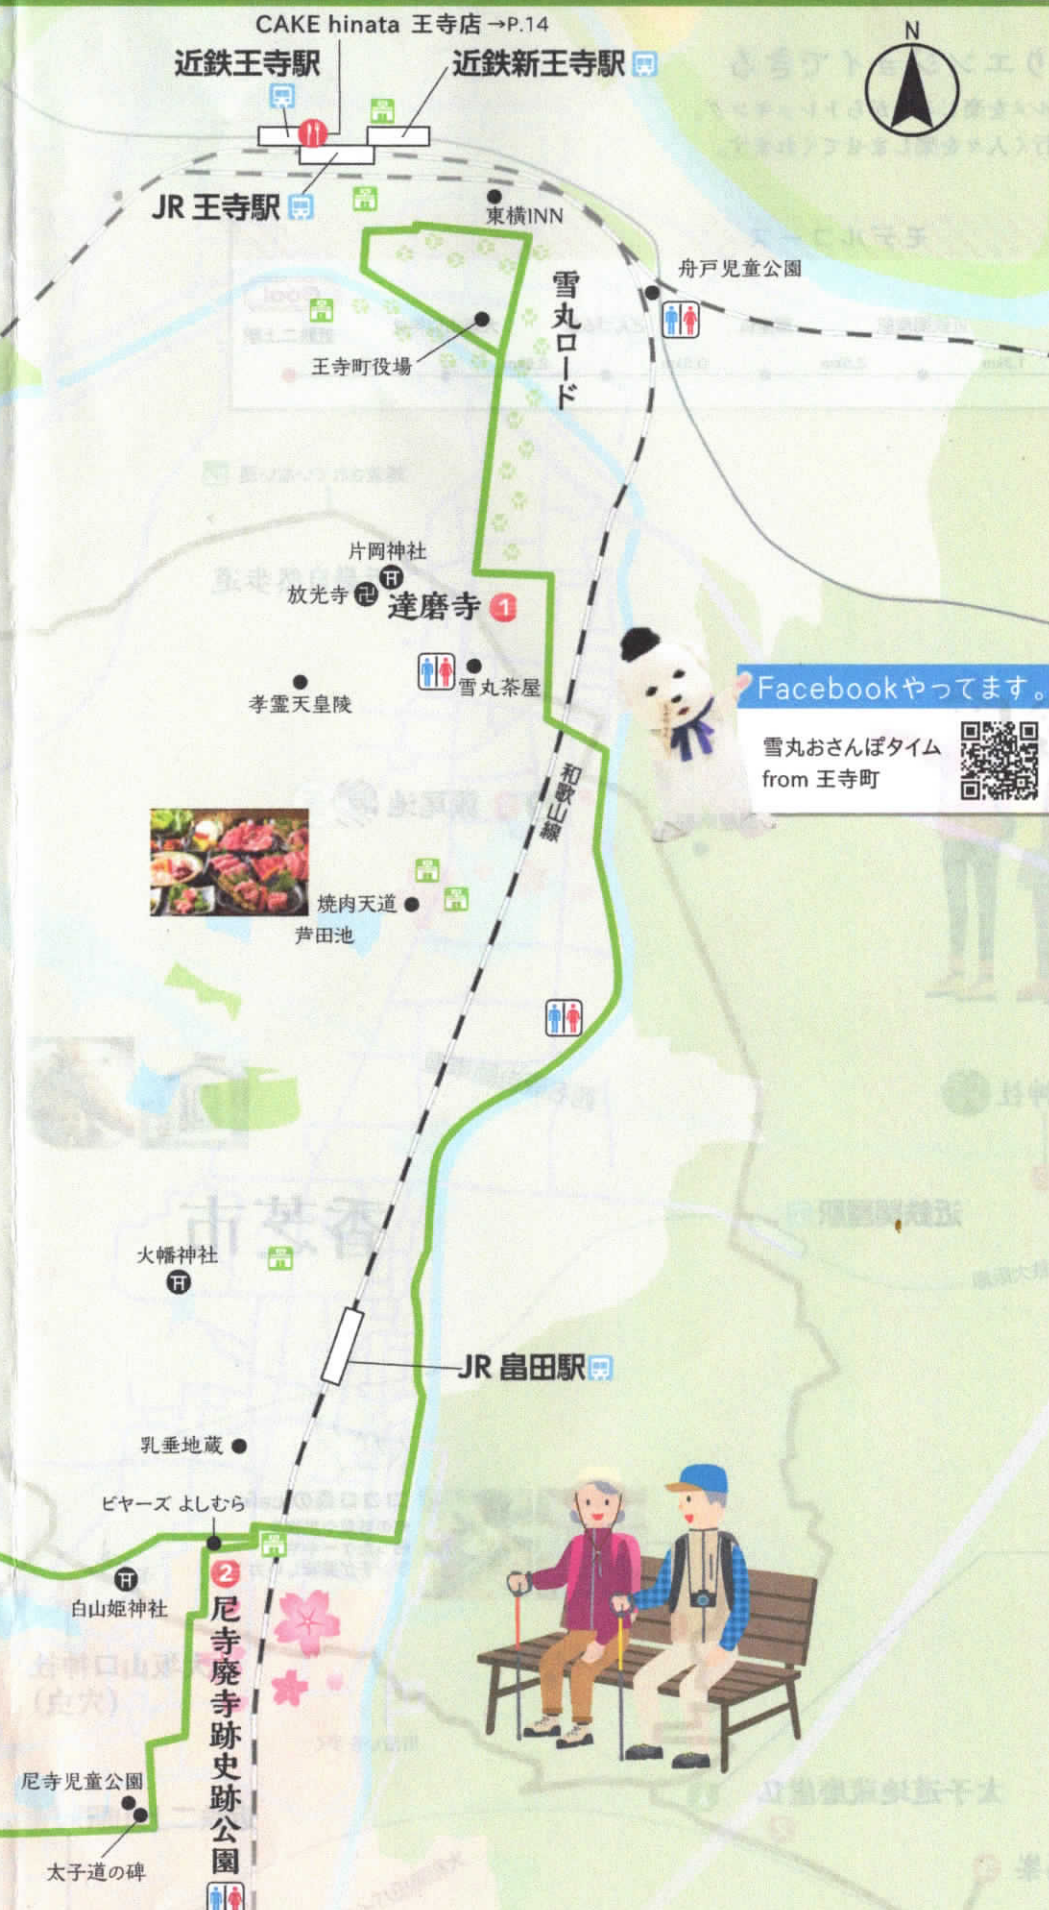 CAKE hinata 王寺店→P.14
近鉄王寺駅
近鉄新王寺駅
N
JR 王寺駅
東横INN
舟戸児童公園
雪丸ロード
王寺町役場
片岡神社
放光寺
卍
達磨寺 1
雪丸茶屋
孝霊天皇陵
Facebookやってます。
雪丸おさんぽタイム
from 王寺町
和歌山線
焼肉天道
芦田池
火幡神社
JR 畠田駅
乳垂地蔵
ビヤーズ よしむら
2
尼寺廃寺跡史跡公園
白山姫神社
尼寺児童公園
太子道の碑